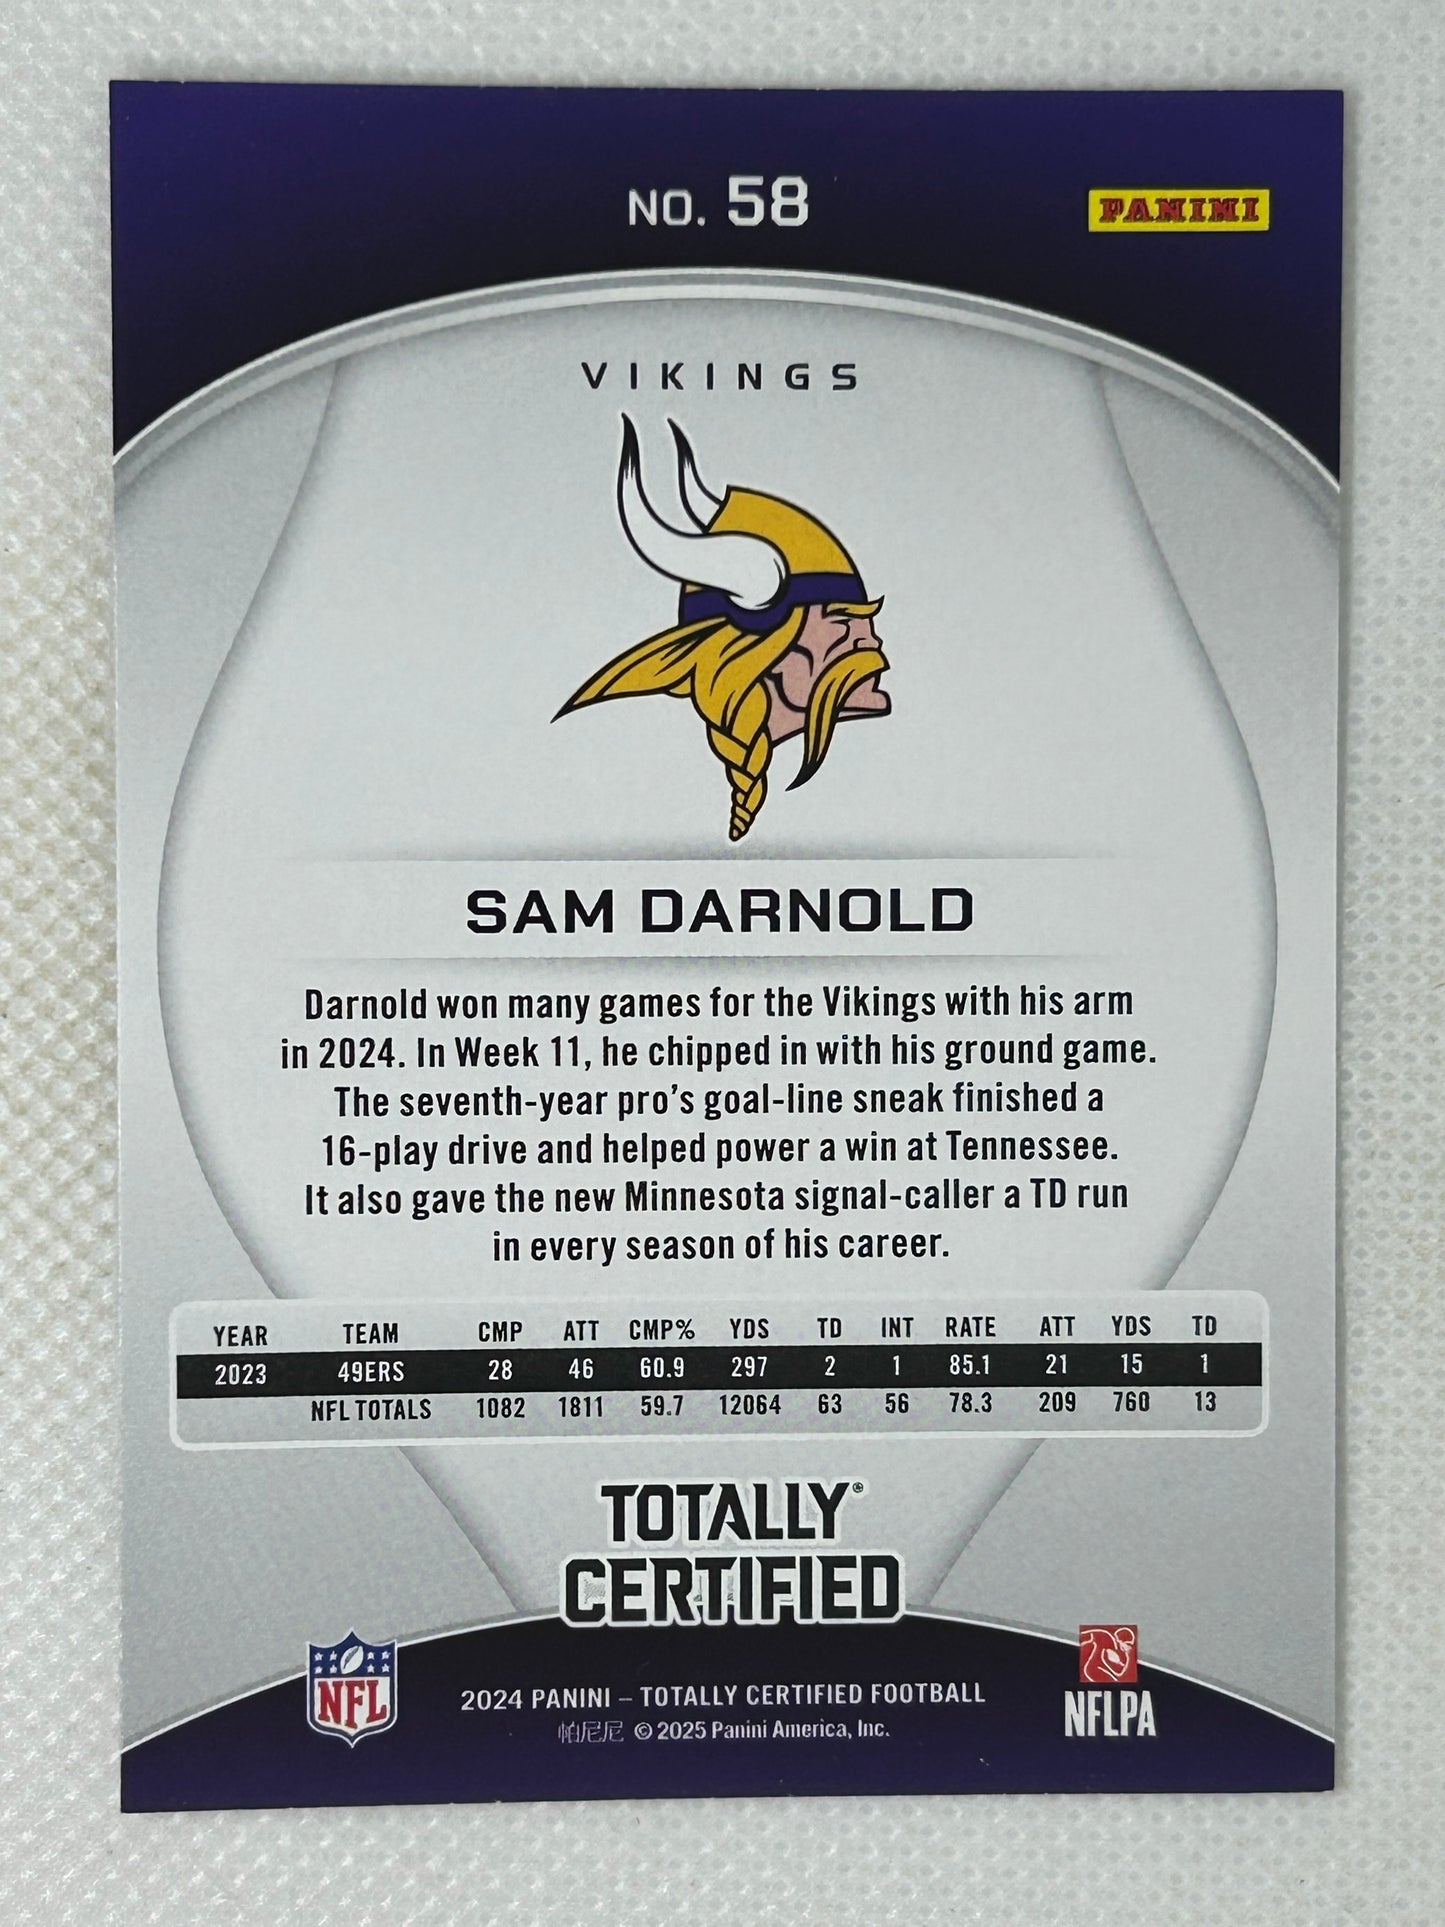 NO. 58
PANINI
VIKINGS
SAM DARNOLD
Darnold won many games for the Vikings with his arm
in 2024. In Week 11, he chipped in with his ground game.
The seventh-year pro's goal-line sneak finished a
16-play drive and helped power a win at Tennessee.
It also gave the new Minnesota signal-caller a TD run
in every season of his career.
YEAR TEAM CMP ATT CMP% YDS TD INT RATE ATT YDS TD
2023 49ERS 28 46 60.9 297 2 1 85.1 21 15 1
NFL TOTALS 1082 1811 59.7 12064 63 56 78.3 209 760 13
TOTALLY®
CERTIFIED
NFL
2024 PANINI – TOTALLY CERTIFIED FOOTBALL
帕尼尼 © 2025 Panini America, Inc.
NFLPA